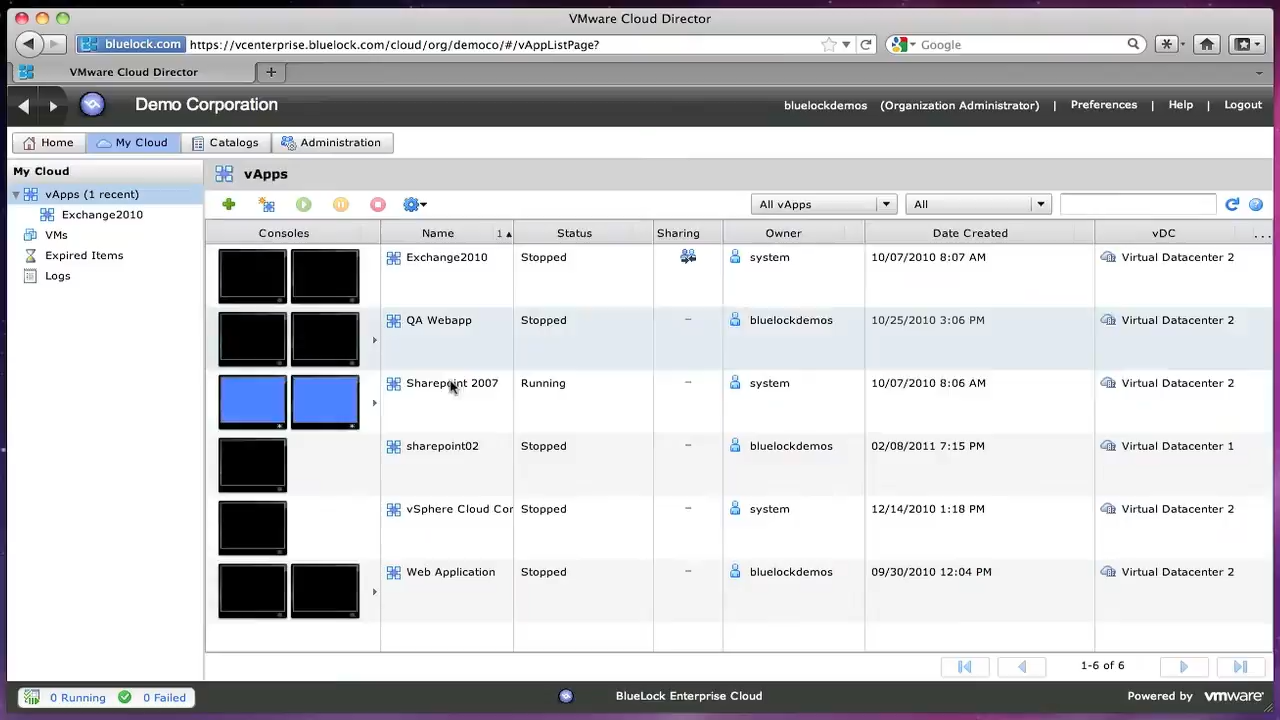 VMware Cloud Director
bluelock.com https://vcenterprise.bluelock.com/cloud/org/democo/#/vAppListPage? Google
VMware Cloud Director +
Demo Corporation bluelockdemos (Organization Administrator) | Preferences | Help | Logout
Home My Cloud Catalogs Administration
My Cloud
vApps (1 recent)
Exchange2010
VMs
Expired Items
Logs
vApps
All vApps All
Consoles Name 1▲ Status Sharing Owner Date Created vDC ...
Exchange2010 Stopped system 10/07/2010 8:07 AM Virtual Datacenter 2
QA Webapp Stopped – bluelockdemos 10/25/2010 3:06 PM Virtual Datacenter 2
Sharepoint 2007 Running – system 10/07/2010 8:06 AM Virtual Datacenter 2
sharepoint02 Stopped – bluelockdemos 02/08/2011 7:15 PM Virtual Datacenter 1
vSphere Cloud Cor Stopped – system 12/14/2010 1:18 PM Virtual Datacenter 2
Web Application Stopped – bluelockdemos 09/30/2010 12:04 PM Virtual Datacenter 2
1-6 of 6
0 Running 0 Failed BlueLock Enterprise Cloud Powered by vmware